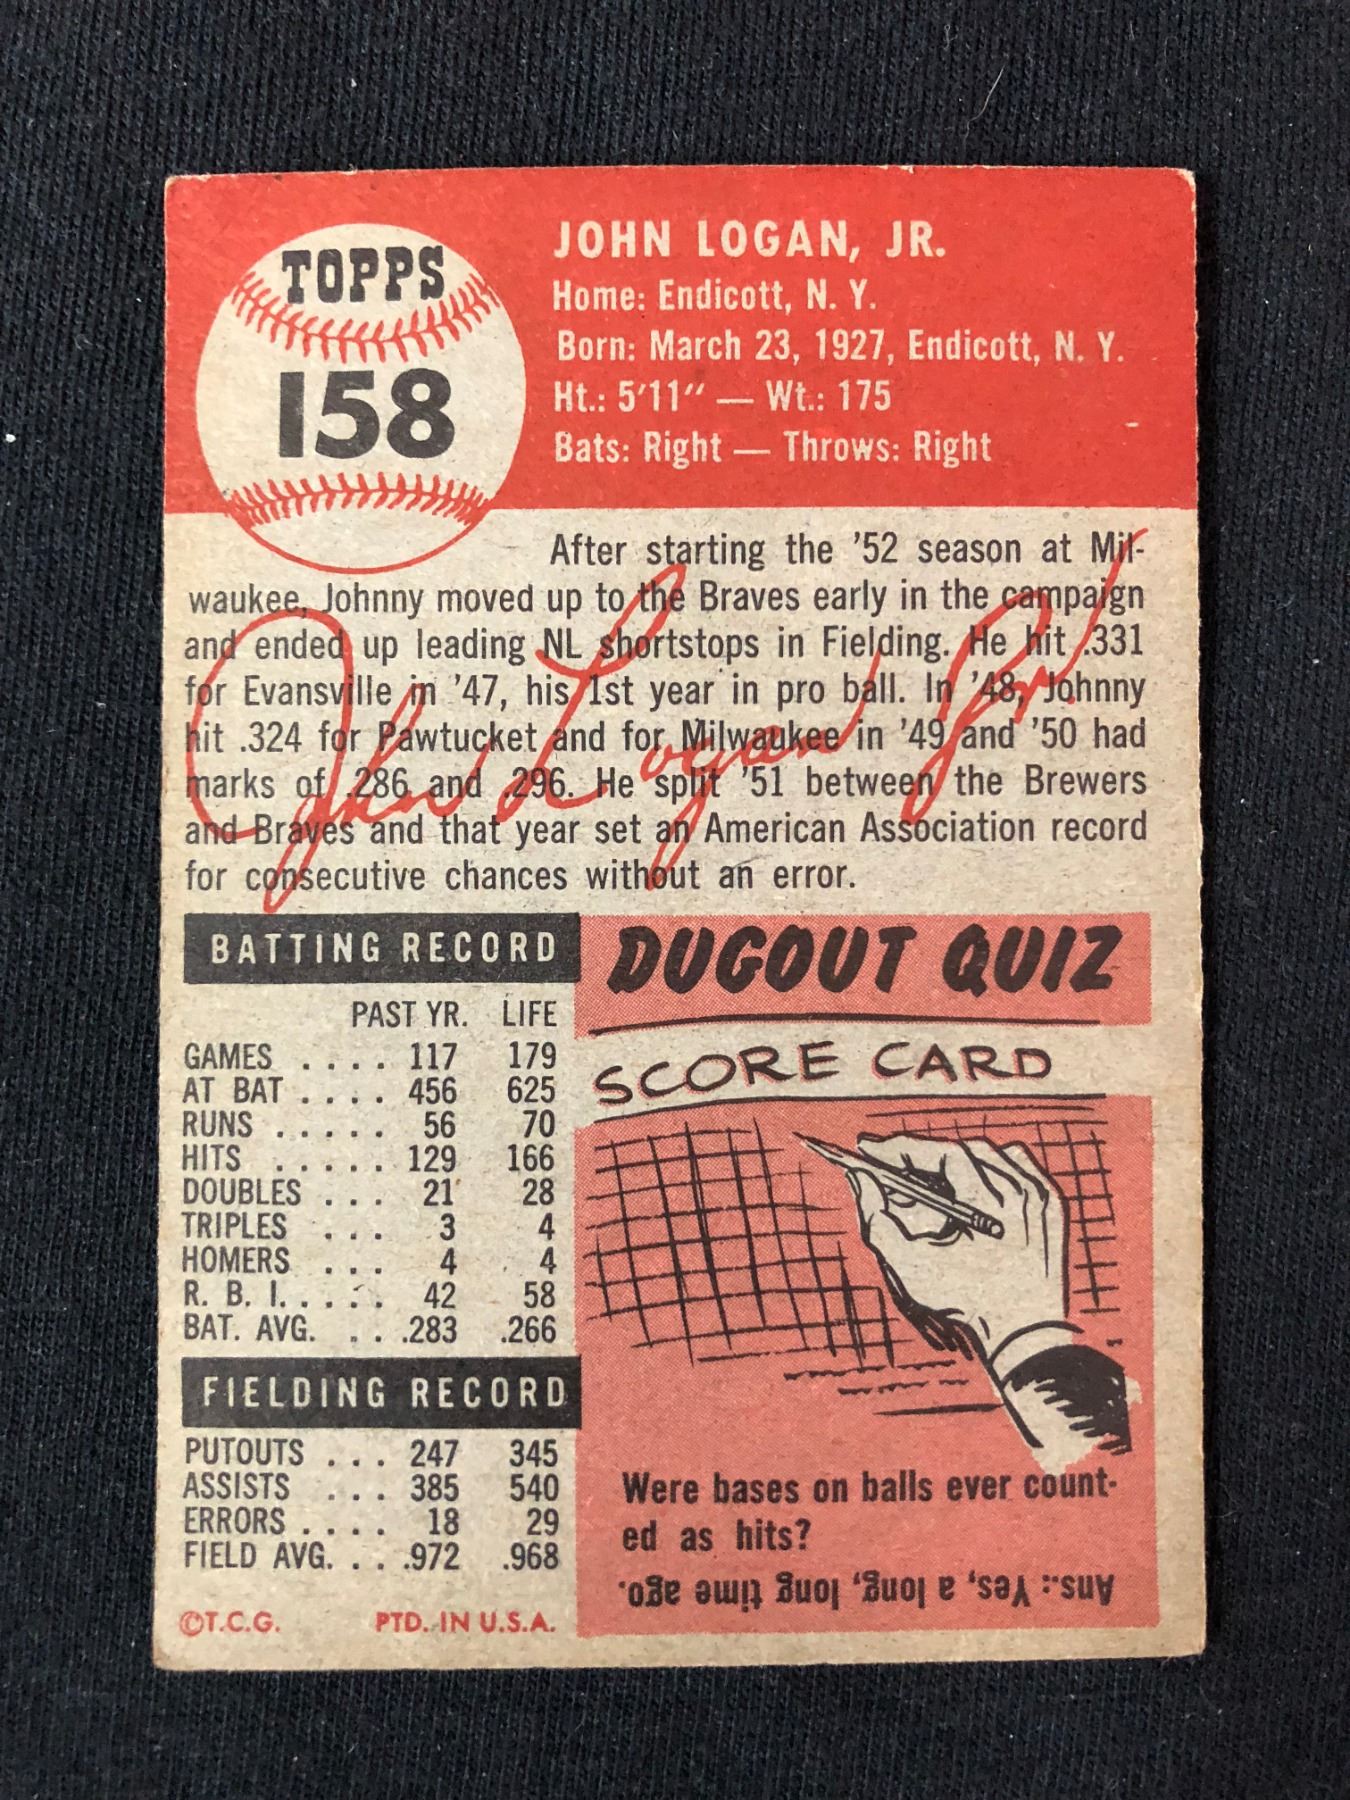 TOPPS
158
JOHN LOGAN, JR.
Home: Endicott, N. Y.
Born: March 23, 1927, Endicott, N. Y.
Ht.: 5'11" — Wt.: 175
Bats: Right — Throws: Right
After starting the '52 season at Mil-
waukee, Johnny moved up to the Braves early in the campaign
and ended up leading NL shortstops in Fielding. He hit .331
for Evansville in '47, his 1st year in pro ball. In '48, Johnny
hit .324 for Pawtucket and for Milwaukee in '49 and '50 had
marks of .286 and .296. He split '51 between the Brewers
and Braves and that year set an American Association record
for consecutive chances without an error.
John Logan Jr.
BATTING RECORD
PAST YR. LIFE
GAMES . . . . 117 179
AT BAT . . . . 456 625
RUNS . . . . . 56 70
HITS . . . . . 129 166
DOUBLES . . . 21 28
TRIPLES . . . 3 4
HOMERS . . . 4 4
R. B. I. . . . . . 42 58
BAT. AVG. . . . .283 .266
FIELDING RECORD
PUTOUTS . . . 247 345
ASSISTS . . . 385 540
ERRORS . . . . 18 29
FIELD AVG. . . . .972 .968
©T.C.G. PTD. IN U.S.A.
DUGOUT QUIZ
SCORE CARD
Were bases on balls ever count-
ed as hits?
Ans.: Yes, a long, long time ago.